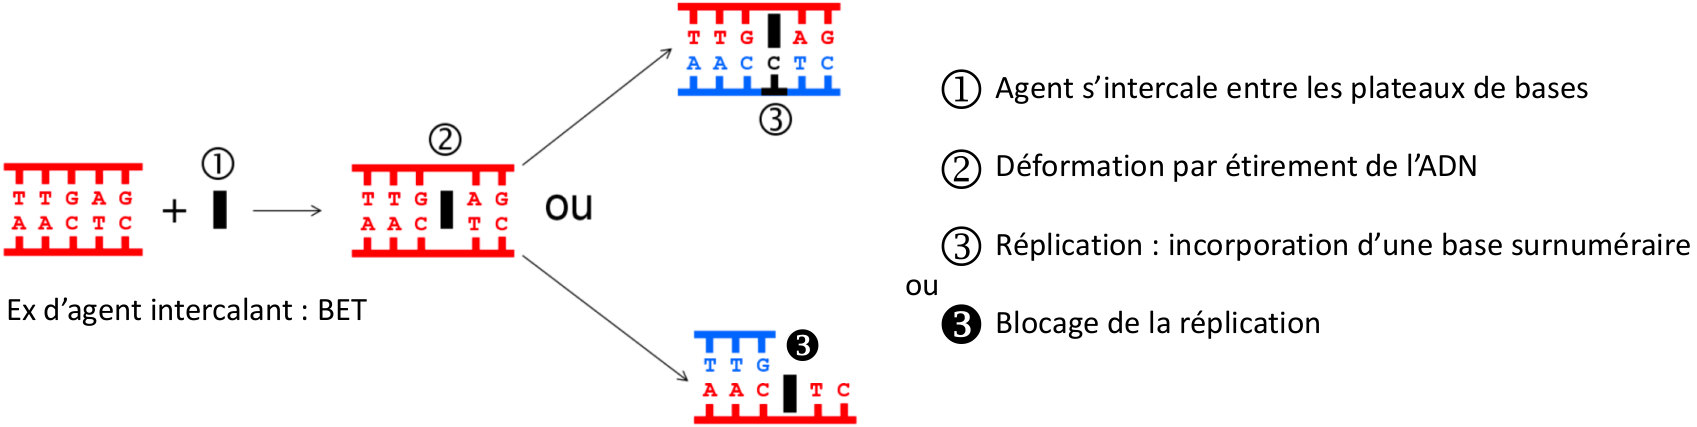 T T G A G
A A C C T C
③
① Agent s’intercale entre les plateaux de bases
②
①
T T G A G
A A C T C
+
T T G A G
A A C T C
ou
② Déformation par étirement de l’ADN
③ Réplication : incorporation d’une base surnuméraire
ou
Ex d’agent intercalant : BET
❸ Blocage de la réplication
❸
T T G
A A C T C